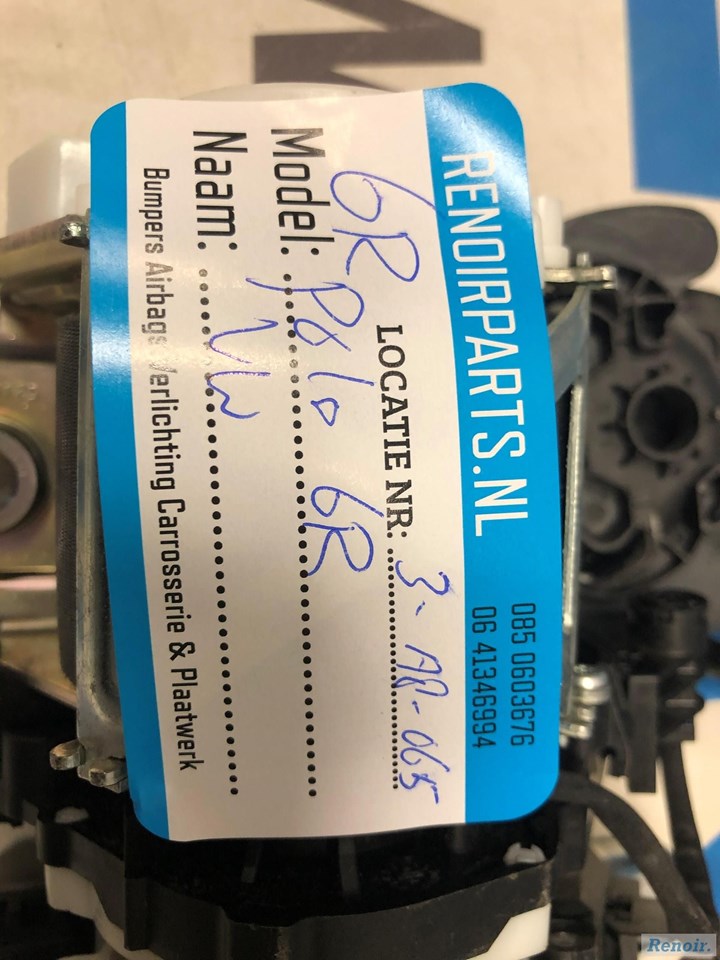 RENOIRPARTS.NL
085 0603676
06 41346994
LOCATIE NR: 3. A8-065
6R
Model: Polo 6R
Naam: VW
Bumpers Airbags Verlichting Carrosserie & Plaatwerk
Renoir.